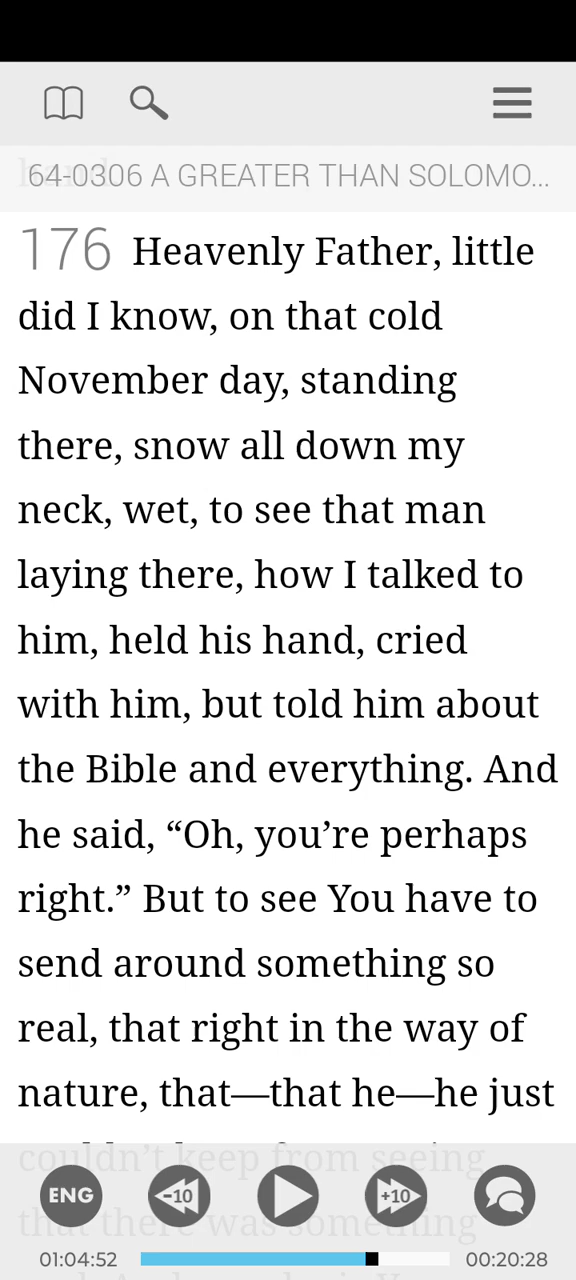 64-0306 A GREATER THAN SOLOMO...
176 Heavenly Father, little
did I know, on that cold
November day, standing
there, snow all down my
neck, wet, to see that man
laying there, how I talked to
him, held his hand, cried
with him, but told him about
the Bible and everything. And
he said, “Oh, you’re perhaps
right.” But to see You have to
send around something so
real, that right in the way of
nature, that—that he—he just
couldn’t keep from seeing
that there was something
ENG -10 +10
01:04:52 00:20:28